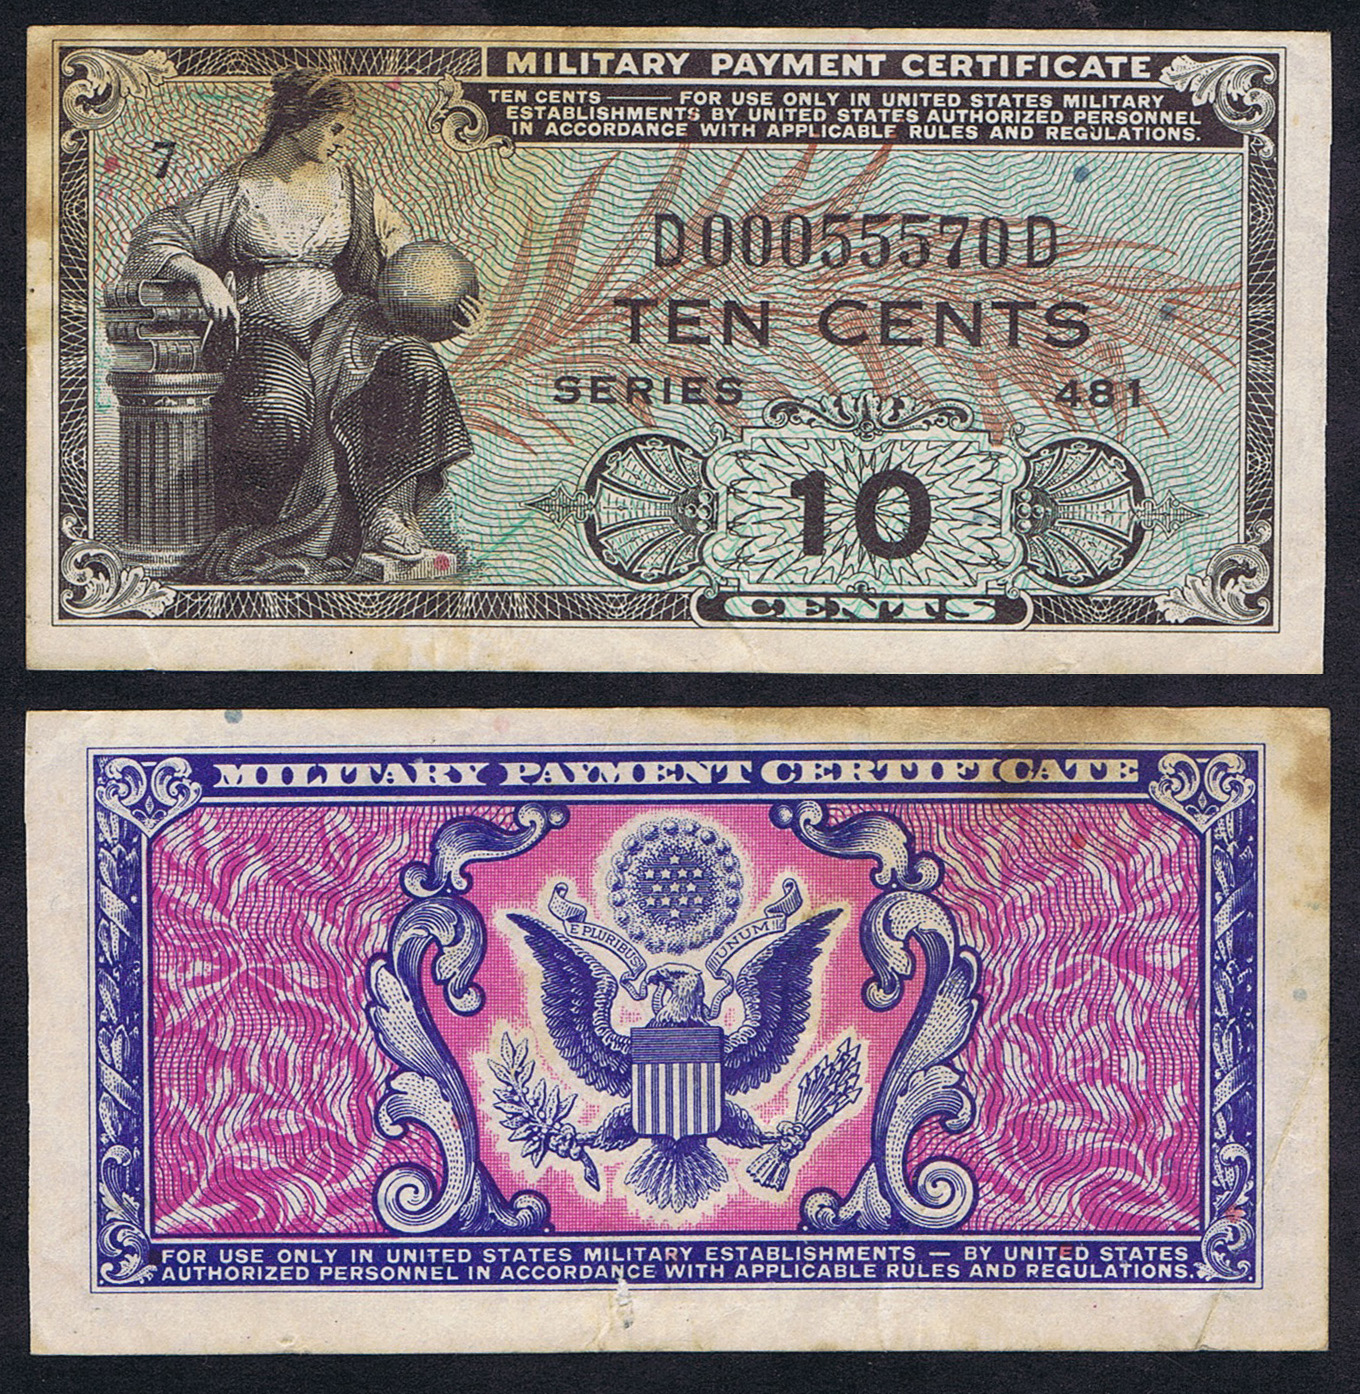 MILITARY PAYMENT CERTIFICATE
TEN CENTS — FOR USE ONLY IN UNITED STATES MILITARY
ESTABLISHMENTS BY UNITED STATES AUTHORIZED PERSONNEL
IN ACCORDANCE WITH APPLICABLE RULES AND REGULATIONS.
7
D00055570D
TEN CENTS
SERIES 481
10
CENTS
MILITARY PAYMENT CERTIFICATE
E PLURIBUS UNUM
FOR USE ONLY IN UNITED STATES MILITARY ESTABLISHMENTS — BY UNITED STATES
AUTHORIZED PERSONNEL IN ACCORDANCE WITH APPLICABLE RULES AND REGULATIONS.